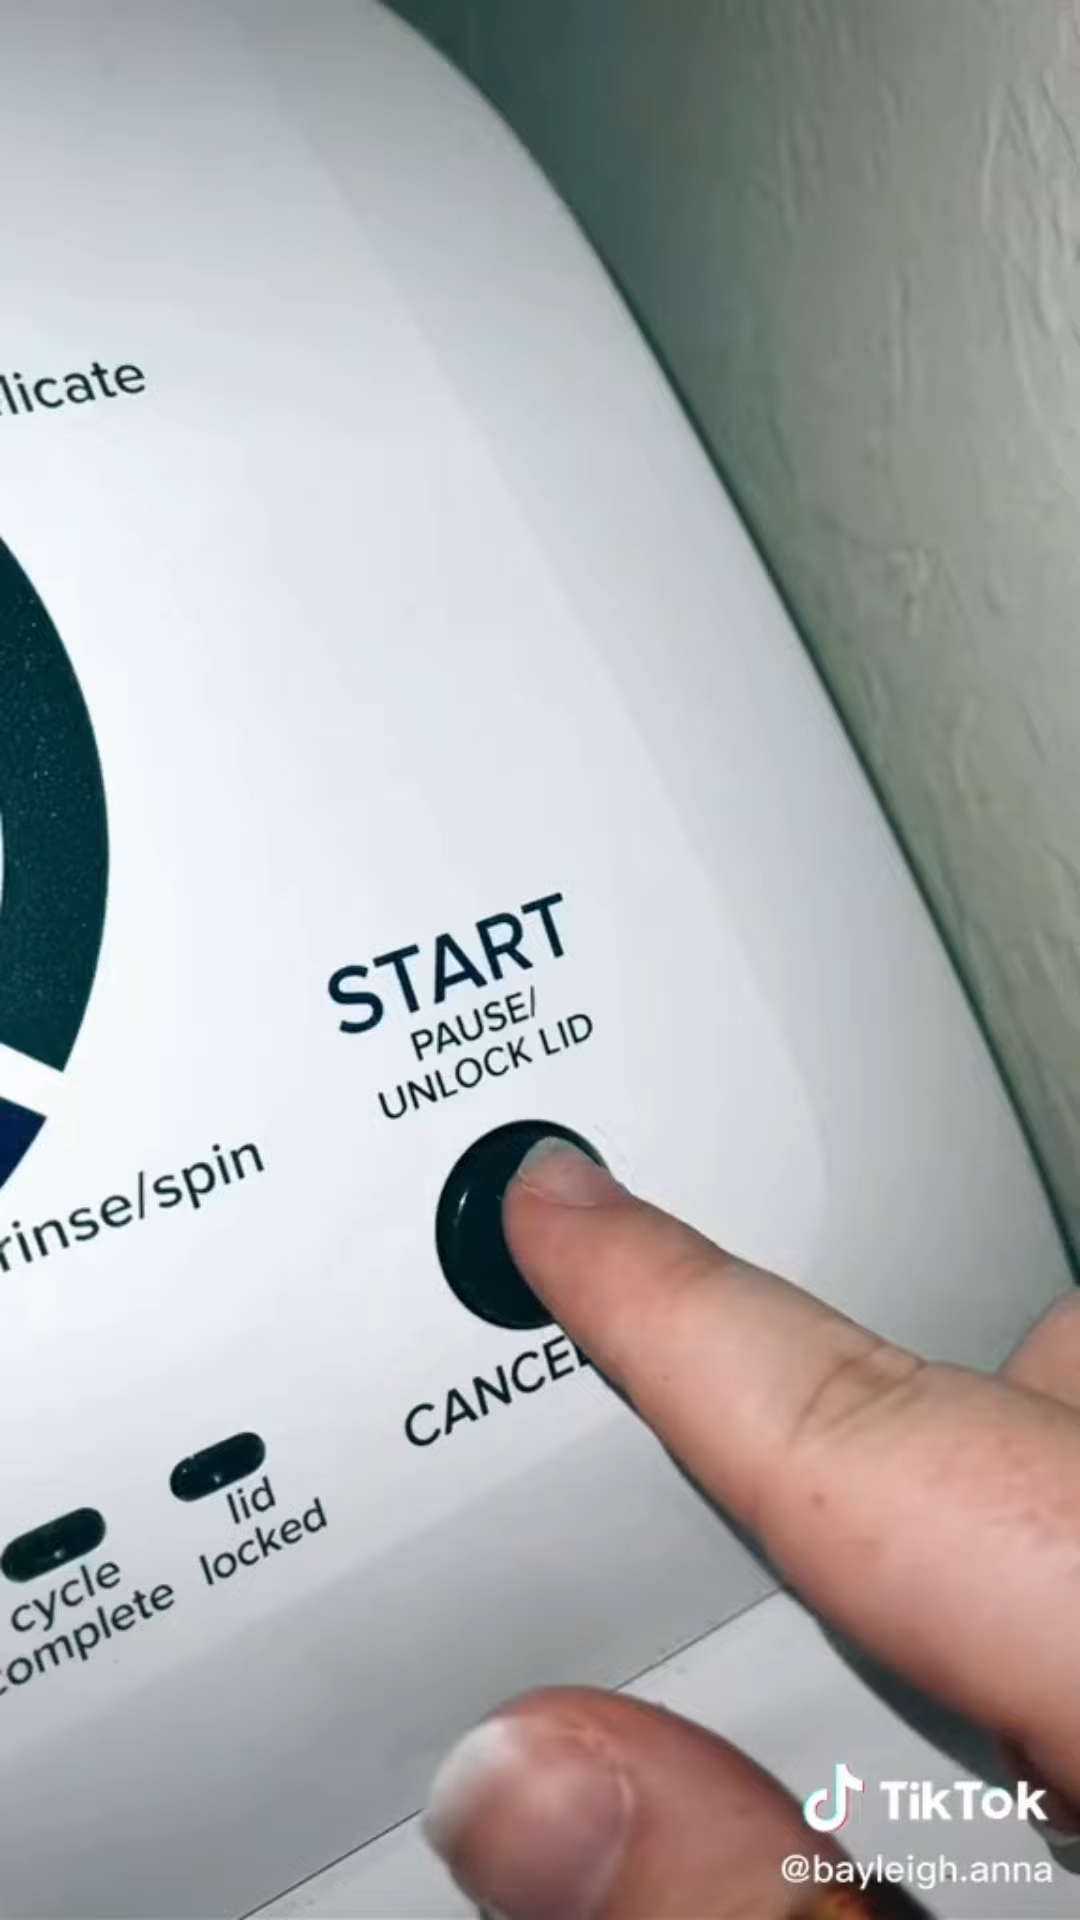 licate
START
PAUSE/
UNLOCK LID
rinse/spin
CANCEL
lid
locked
cycle
complete
TikTok
@bayleigh.anna